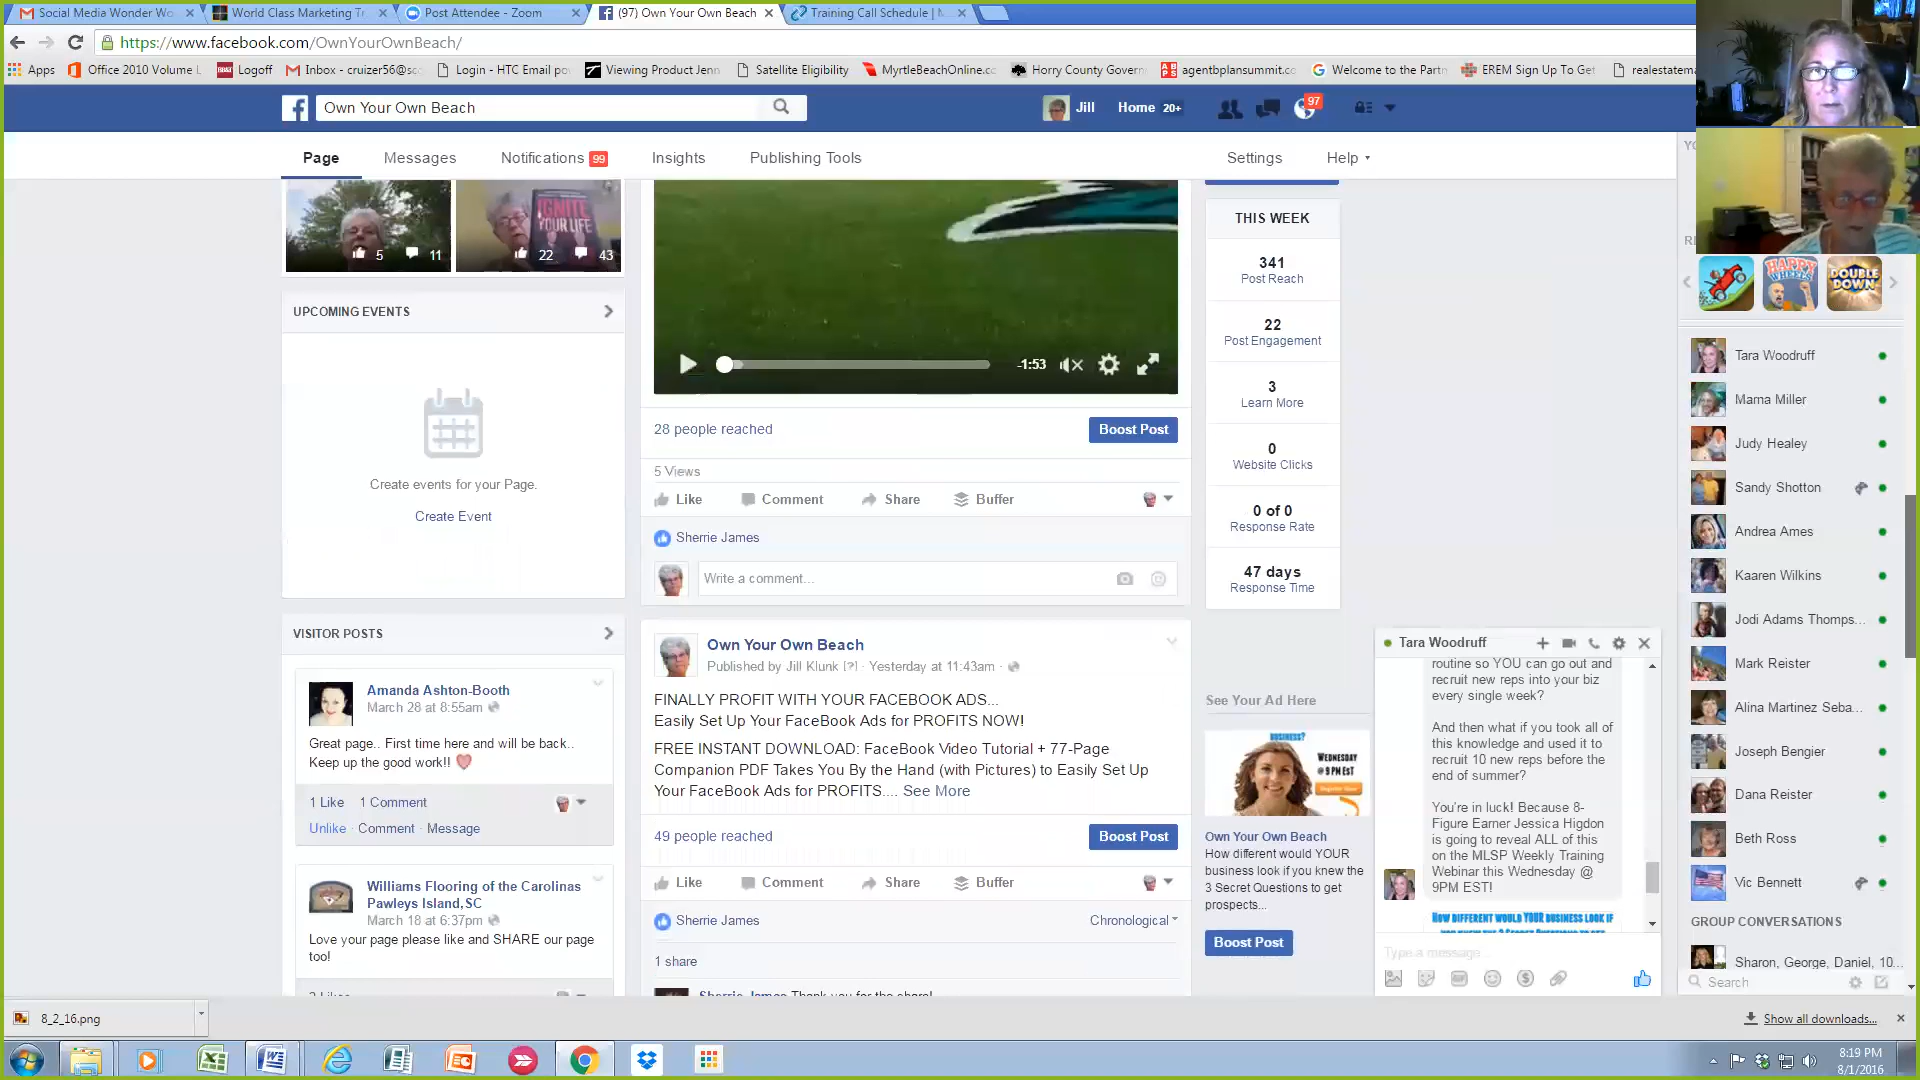 Social Media Wonder Wo
World Class Marketing Tr
Post Attendee - Zoom
(97) Own Your Own Beach
Training Call Schedule |
https://www.facebook.com/OwnYourOwnBeach/
Apps
Office 2010 Volume L
Logoff
Inbox - cruizer56@sc
Login - HTC Email po
Viewing Product Jenn
Satellite Eligibility
MyrtleBeachOnline.co
Horry County Govern
agentbplansummit.co
Welcome to the Partn
EREM Sign Up To Get
realestatema
Own Your Own Beach
Jill
Home 20+
97
Page
Messages
Notifications 99
Insights
Publishing Tools
Settings
Help
IGNITE
YOUR LIFE
5 11
22 43
UPCOMING EVENTS
Create events for your Page.
Create Event
VISITOR POSTS
Amanda Ashton-Booth
March 28 at 8:55am
Great page.. First time here and will be back..
Keep up the good work!!
1 Like 1 Comment
Unlike · Comment · Message
Williams Flooring of the Carolinas
Pawleys Island,SC
March 18 at 6:37pm
Love your page please like and SHARE our page
too!
-1:53
28 people reached
Boost Post
5 Views
Like Comment Share Buffer
Sherrie James
Write a comment...
Own Your Own Beach
Published by Jill Klunk [?] · Yesterday at 11:43am ·
FINALLY PROFIT WITH YOUR FACEBOOK ADS...
Easily Set Up Your FaceBook Ads for PROFITS NOW!
FREE INSTANT DOWNLOAD: FaceBook Video Tutorial + 77-Page
Companion PDF Takes You By the Hand (with Pictures) to Easily Set Up
Your FaceBook Ads for PROFITS.... See More
49 people reached
Boost Post
Like Comment Share Buffer
Sherrie James
Chronological
1 share
Sherrie James Thank you for the share!
THIS WEEK
341
Post Reach
22
Post Engagement
3
Learn More
0
Website Clicks
0 of 0
Response Rate
47 days
Response Time
See Your Ad Here
BUSINESS?
WEDNESDAY
@ 9 PM EST
Own Your Own Beach
How different would YOUR
business look if you knew the
3 Secret Questions to get
prospects...
Boost Post
Tara Woodruff
routine so YOU can go out and
recruit new reps into your biz
every single week?
And then what if you took all of
this knowledge and used it to
recruit 10 new reps before the
end of summer?
You're in luck! Because 8-
Figure Earner Jessica Higdon
is going to reveal ALL of this
on the MLSP Weekly Training
Webinar this Wednesday @
9PM EST!
HOW DIFFERENT WOULD YOUR BUSINESS LOOK IF
Type a message...
HAPPY
WHEELS
DOUBLE
DOWN
Tara Woodruff
Marna Miller
Judy Healey
Sandy Shotton
Andrea Ames
Kaaren Wilkins
Jodi Adams Thomps...
Mark Reister
Alina Martinez Seba...
Joseph Bengier
Dana Reister
Beth Ross
Vic Bennett
GROUP CONVERSATIONS
Sharon, George, Daniel, 10...
Search
8_2_16.png
Show all downloads...
8:19 PM
8/1/2016